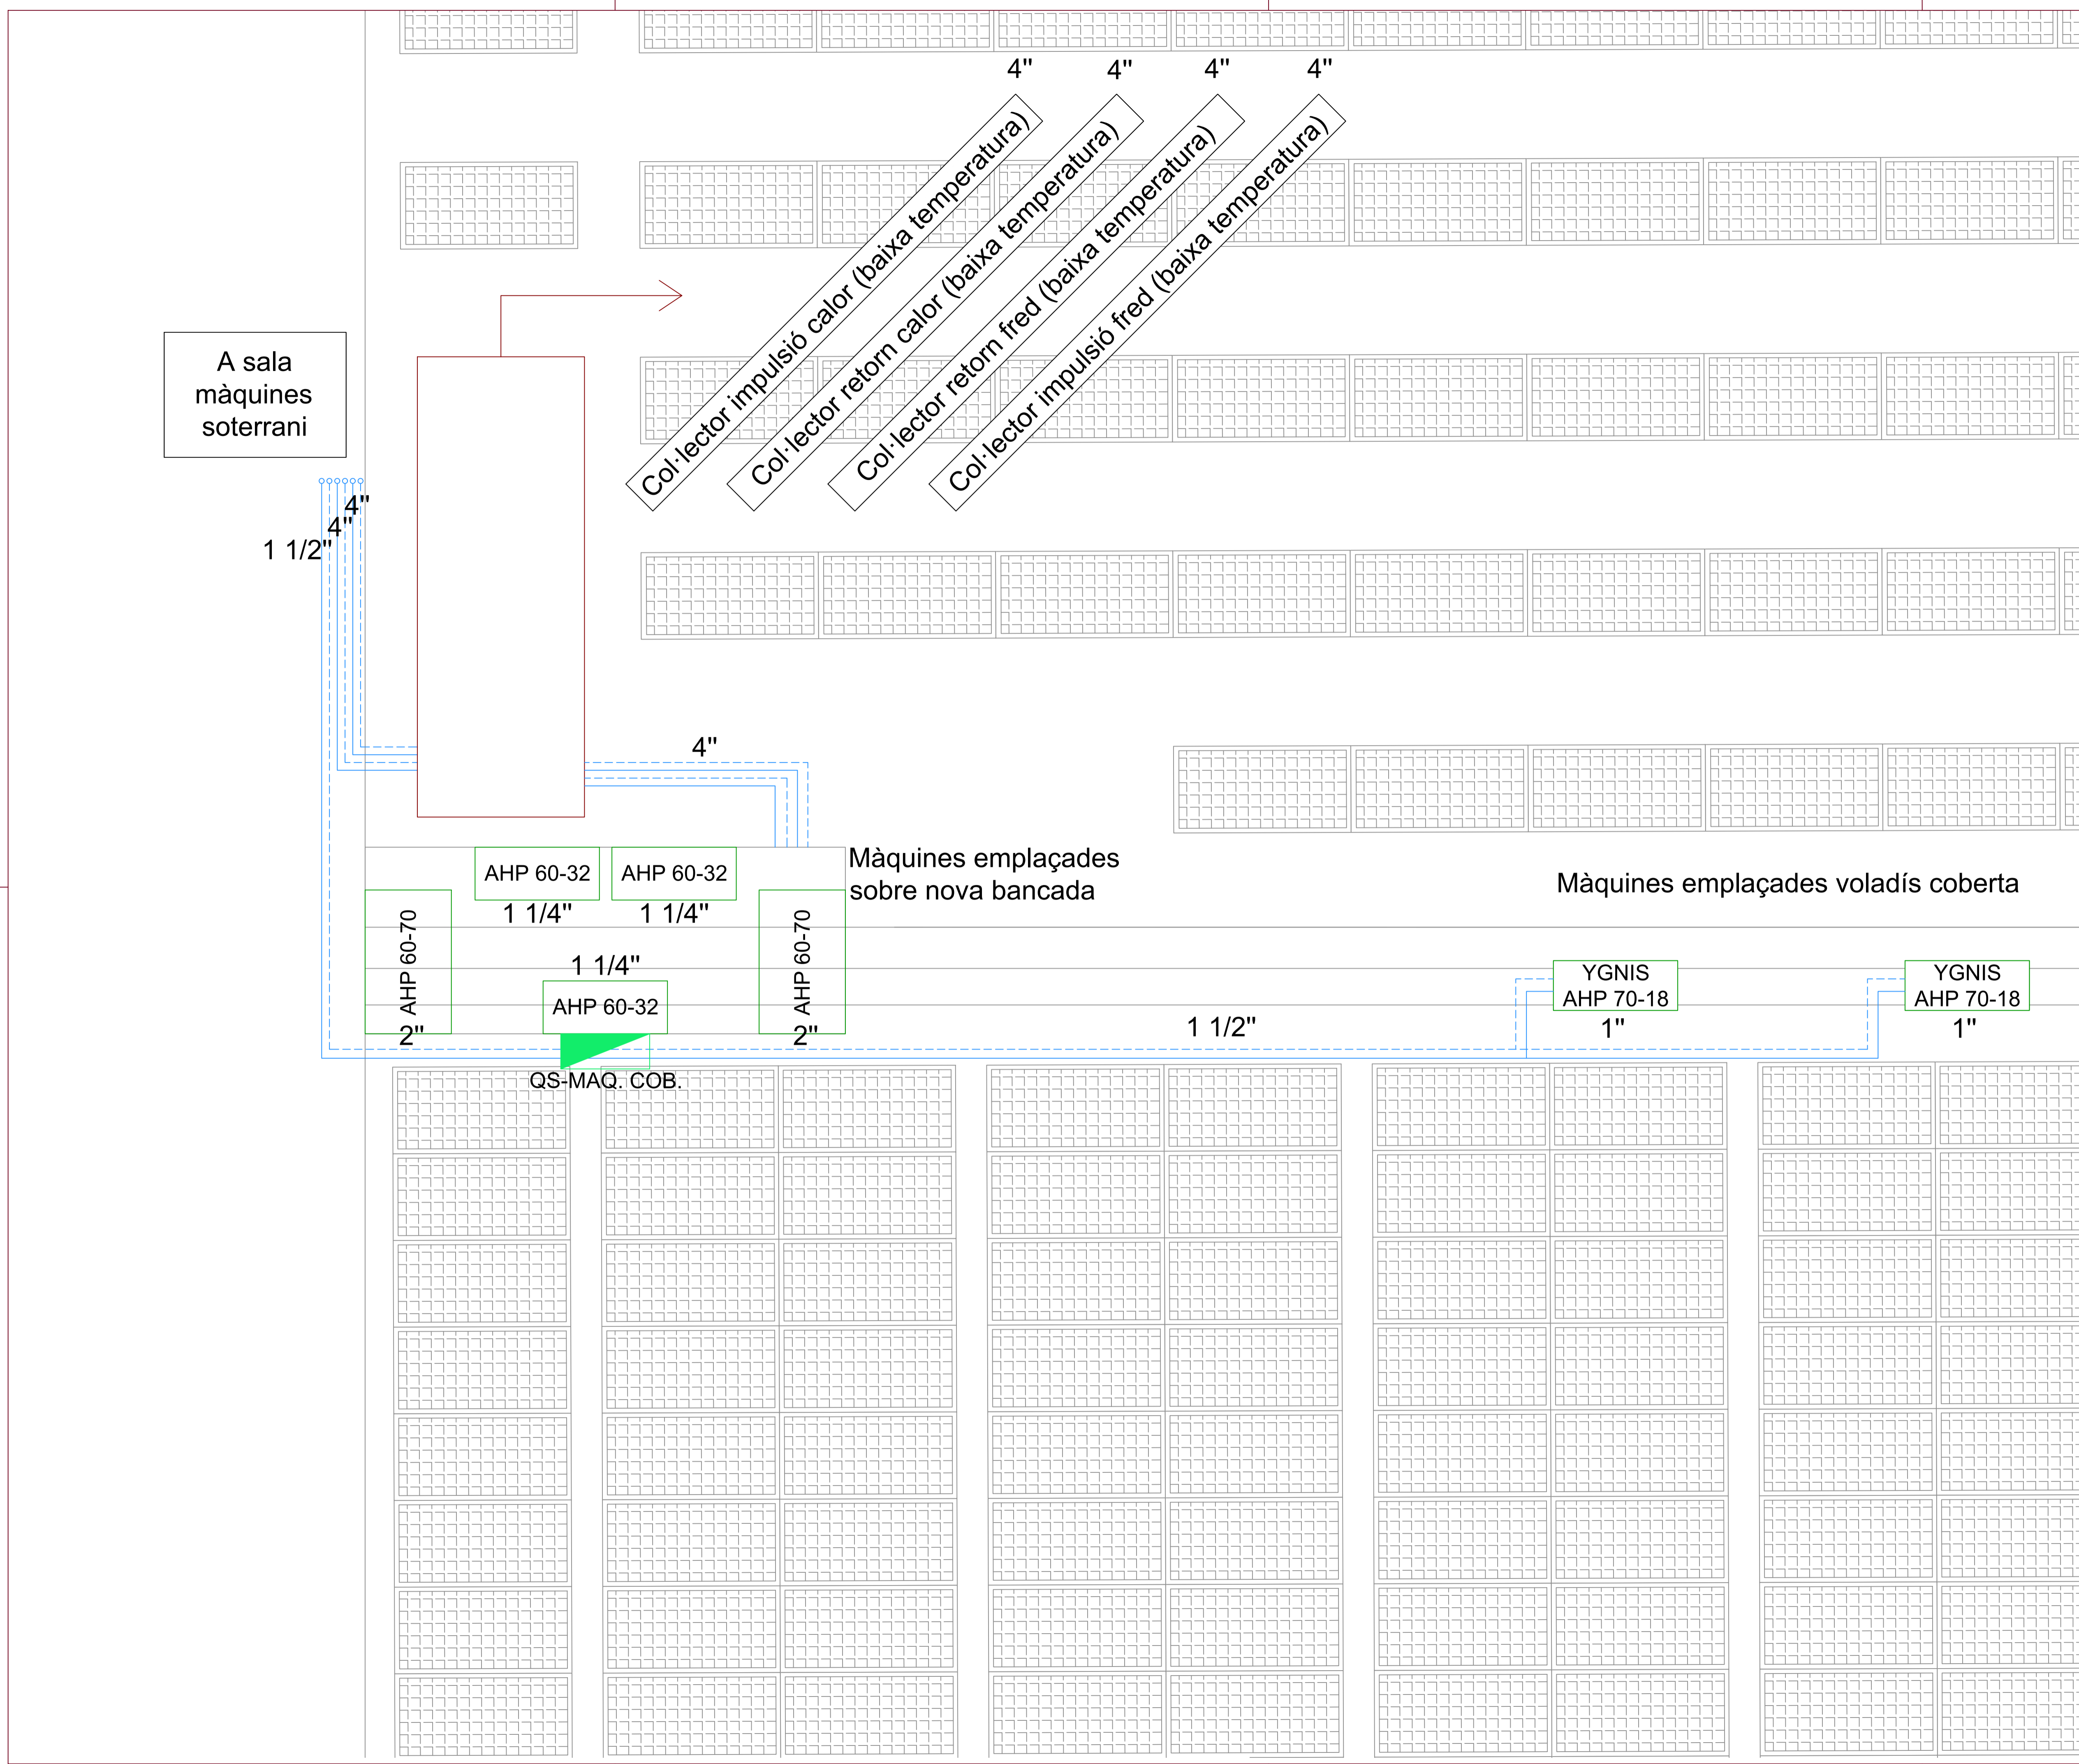 4"
4"
4"
4"
Col·lector impulsió calor (baixa temperatura)
Col·lector retorn calor (baixa temperatura)
Col·lector retorn fred (baixa temperatura)
Col·lector impulsió fred (baixa temperatura)
A sala
màquines
soterrani
4"
4"
1 1/2"
4"
Màquines emplaçades
sobre nova bancada
Màquines emplaçades voladís coberta
AHP 60-32
AHP 60-32
1 1/4"
1 1/4"
AHP 60-70
AHP 60-70
1 1/4"
AHP 60-32
2"
2"
YGNIS
AHP 70-18
YGNIS
AHP 70-18
1 1/2"
1"
1"
QS-MAQ. COB.